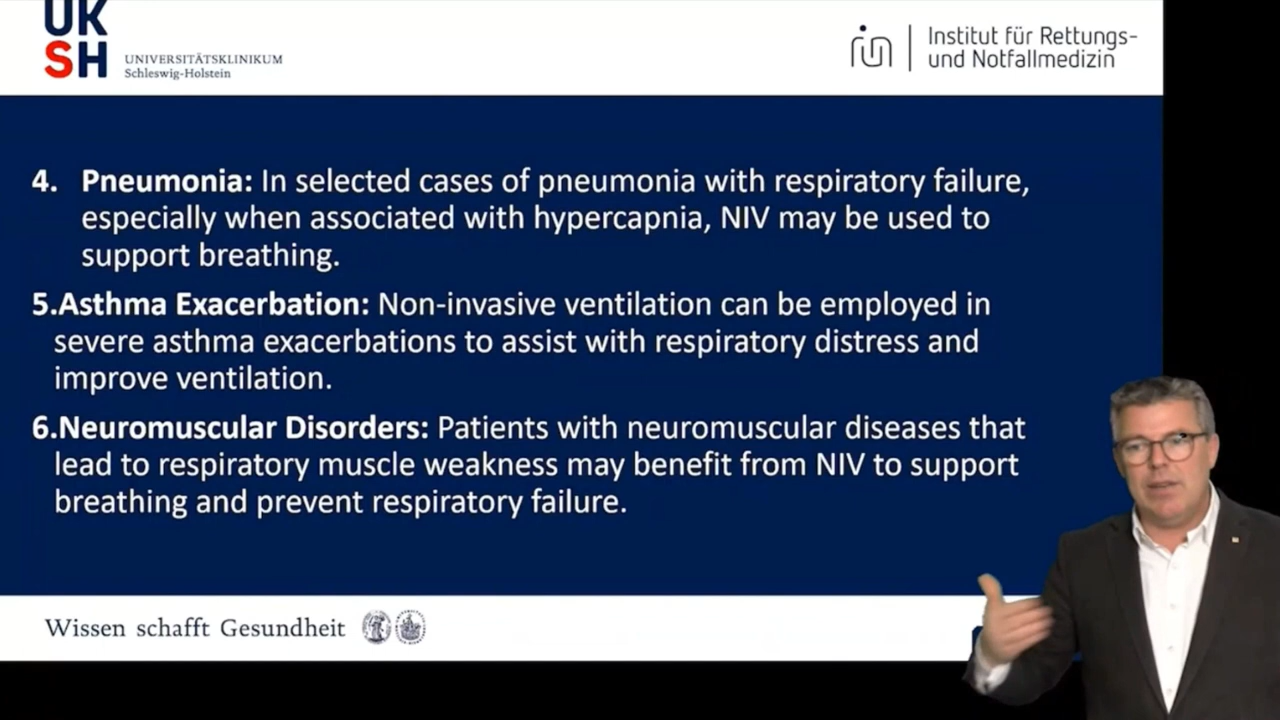 UK
SH
UNIVERSITÄTSKLINIKUM
Schleswig-Holstein
Institut für Rettungs-
und Notfallmedizin
4. Pneumonia: In selected cases of pneumonia with respiratory failure,
especially when associated with hypercapnia, NIV may be used to
support breathing.
5.Asthma Exacerbation: Non-invasive ventilation can be employed in
severe asthma exacerbations to assist with respiratory distress and
improve ventilation.
6.Neuromuscular Disorders: Patients with neuromuscular diseases that
lead to respiratory muscle weakness may benefit from NIV to support
breathing and prevent respiratory failure.
Wissen schafft Gesundheit